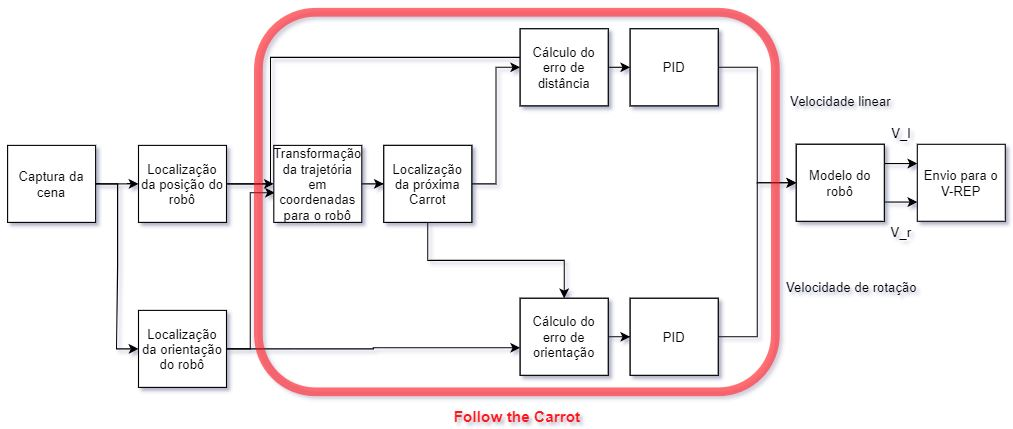 Captura da
cena
Localização
da posição do
robô
Localização
da orientação
do robô
Transformação
da trajetória
em
coordenadas
para o robô
Localização
da próxima
Carrot
Cálculo do
erro de
distância
PID
Cálculo do
erro de
orientação
PID
Velocidade linear
Modelo do
robô
V_l
V_r
Envio para o
V-REP
Velocidade de rotação
Follow the Carrot